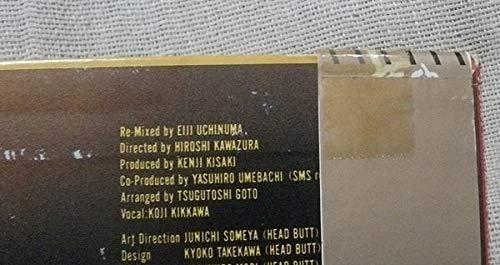 Re-Mixed by EIJI UCHINUMA
Directed by HIROSHI KAWAZURA
Produced by KENJI KISAKI
Co-Produced by YASUHIRO UMEBACHI (SMS
Arranged by TSUGUTOSHI GOTO
Vocal:KOJI KIKKAWA
Art Direction JUNICHI SOMEYA (HEAD BUTT)
Design KYOKO TAKEKAWA (HEAD BUTT)